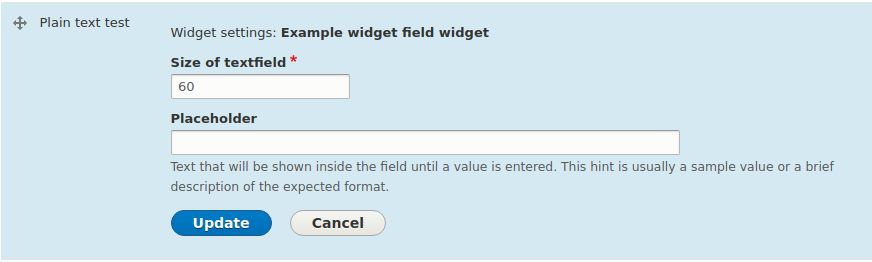 Plain text test
Widget settings: Example widget field widget
Size of textfield *
60
Placeholder
Text that will be shown inside the field until a value is entered. This hint is usually a sample value or a brief
description of the expected format.
Update Cancel